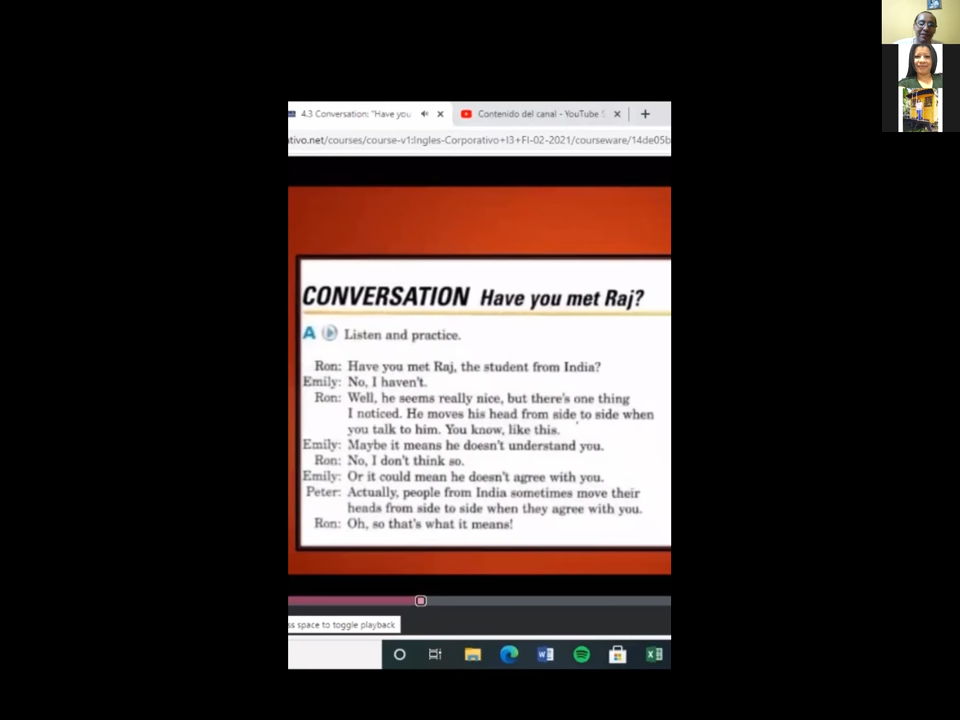 4.3 Conversation: "Have you
Contenido del canal - YouTube
ativo.net/courses/course-v1:Ingles-Corporativo+I3+FI-02-2021/courseware/14de05b
CONVERSATION Have you met Raj?
A Listen and practice.
Ron: Have you met Raj, the student from India?
Emily: No, I haven't.
Ron: Well, he seems really nice, but there's one thing
I noticed. He moves his head from side to side when
you talk to him. You know, like this.
Emily: Maybe it means he doesn't understand you.
Ron: No, I don't think so.
Emily: Or it could mean he doesn't agree with you.
Peter: Actually, people from India sometimes move their
heads from side to side when they agree with you.
Ron: Oh, so that's what it means!
ss space to toggle playback